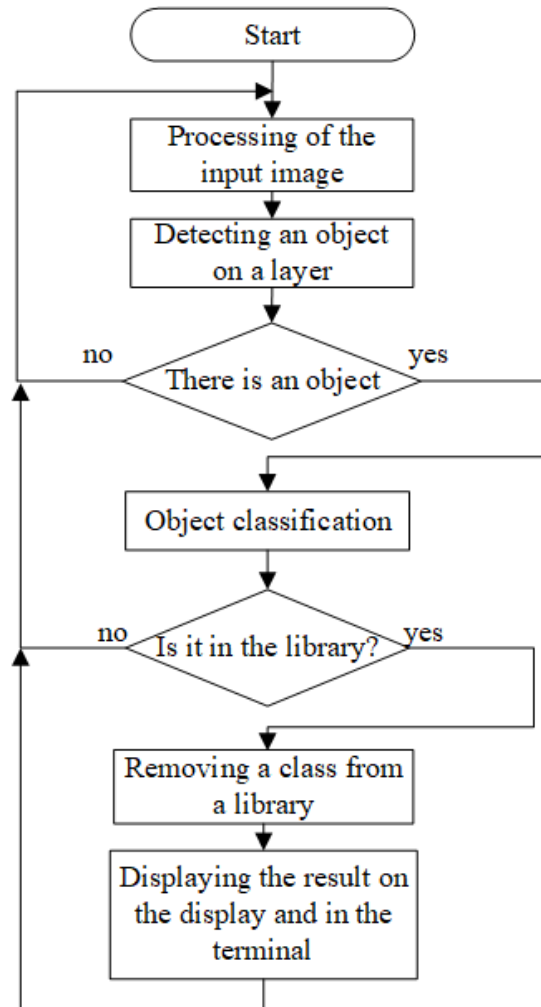 Start
Processing of the
input image
Detecting an object
on a layer
no
yes
There is an object
Object classification
no
yes
Is it in the library?
Removing a class from
a library
Displaying the result on
the display and in the
terminal